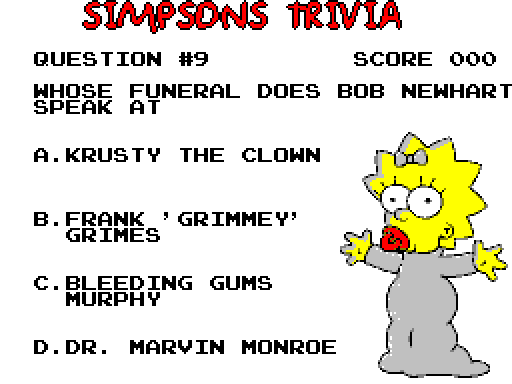 SIMPSONS TRIVIA
QUESTION #9 SCORE 000
WHOSE FUNERAL DOES BOB NEWHART
SPEAK AT
A.KRUSTY THE CLOWN
B.FRANK 'GRIMMEY'
GRIMES
C.BLEEDING GUMS
MURPHY
D.DR. MARVIN MONROE